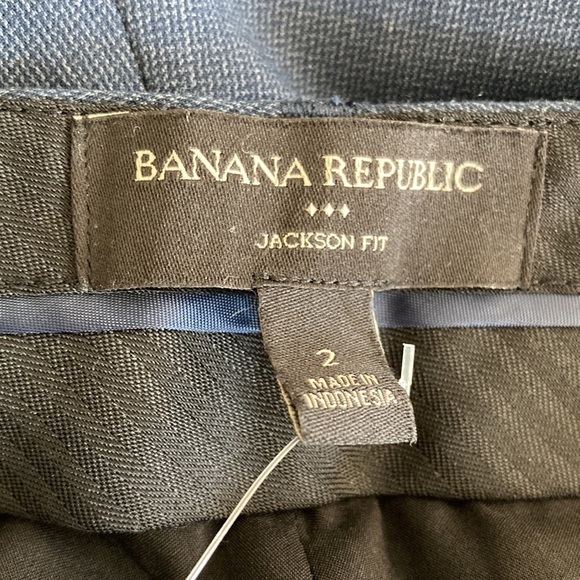 BANANA REPUBLIC
JACKSON FIT
2
MADE IN
INDONESIA